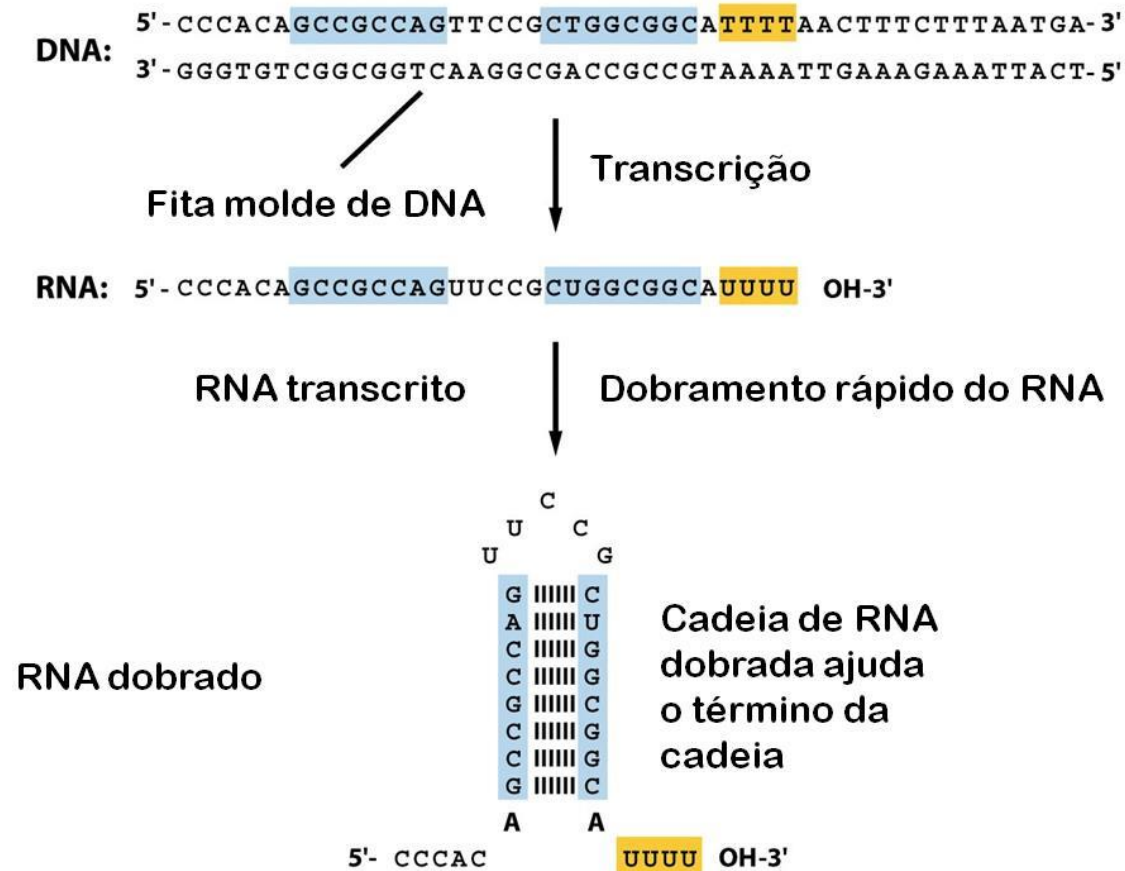 5'-CCCACAGCCGCCAGTTCCGCTGGCGGCATTTTAACTTTCTTTAATGA-3'
DNA:
3'-GGGTGTCGGCGGTCAAGGCGACCGCCGTAAAATTGAAAGAAATTACT-5'
Transcrição
Fita molde de DNA
RNA: 5'-CCCACAGCCGCCAGUUCCGCUGGCGGCAUUUU OH-3'
RNA transcrito Dobramento rápido do RNA
C
U C
U G
G C
A U
C G
C G
G C
C G
C G
G C
A A
5'- CCCAC UUUU OH-3'
RNA dobrado
Cadeia de RNA
dobrada ajuda
o término da
cadeia